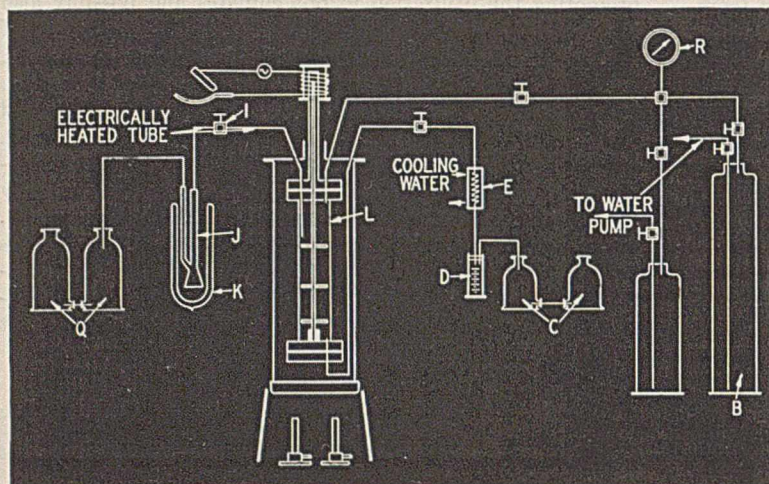 R
ELECTRICALLY
HEATED TUBE
I
COOLING
WATER
E
TO WATER
PUMP
L
J
K
D
Q
C
B